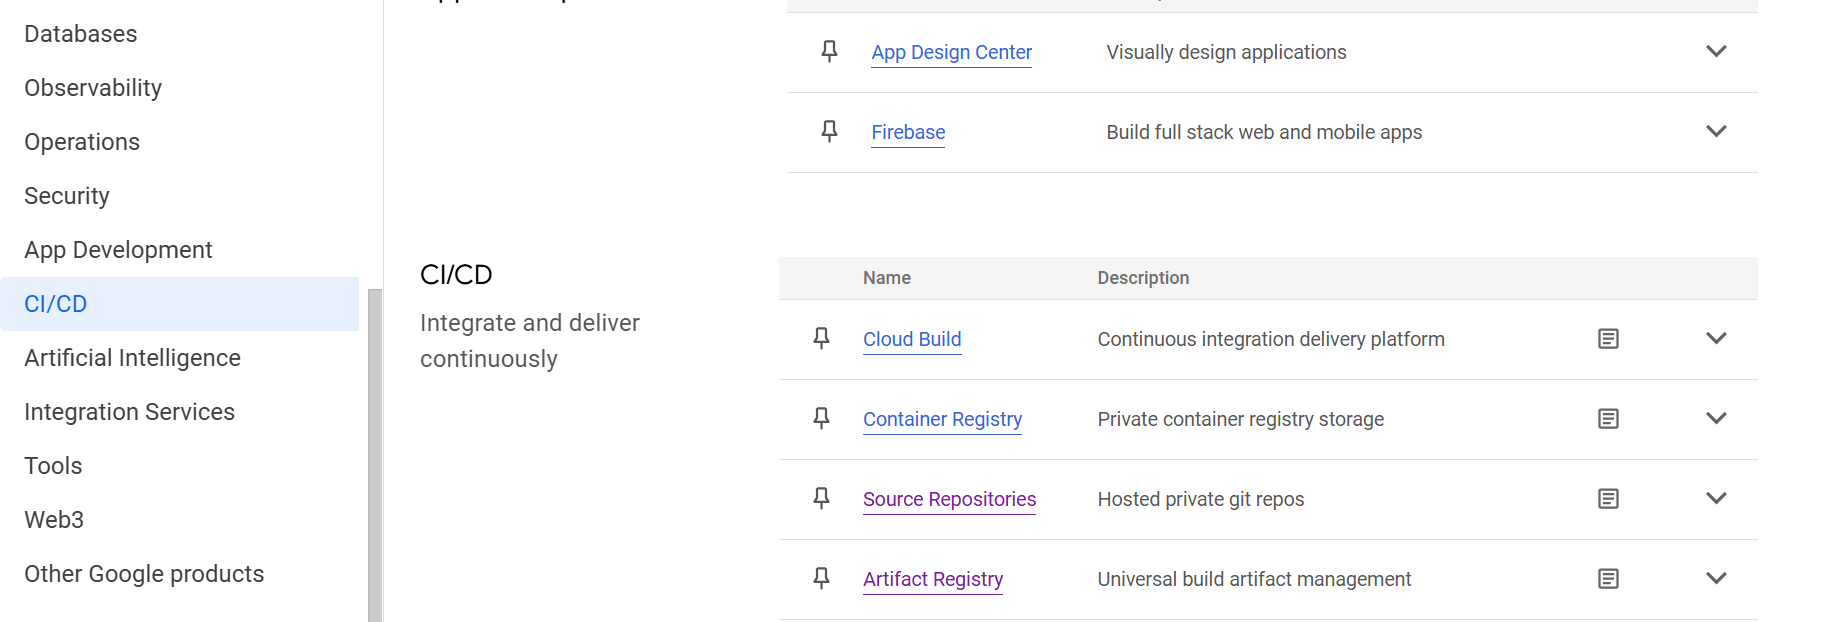 Databases
Observability
Operations
Security
App Development
CI/CD
Artificial Intelligence
Integration Services
Tools
Web3
Other Google products
App Design Center Visually design applications
Firebase Build full stack web and mobile apps
CI/CD
Integrate and deliver
continuously
Name Description
Cloud Build Continuous integration delivery platform
Container Registry Private container registry storage
Source Repositories Hosted private git repos
Artifact Registry Universal build artifact management